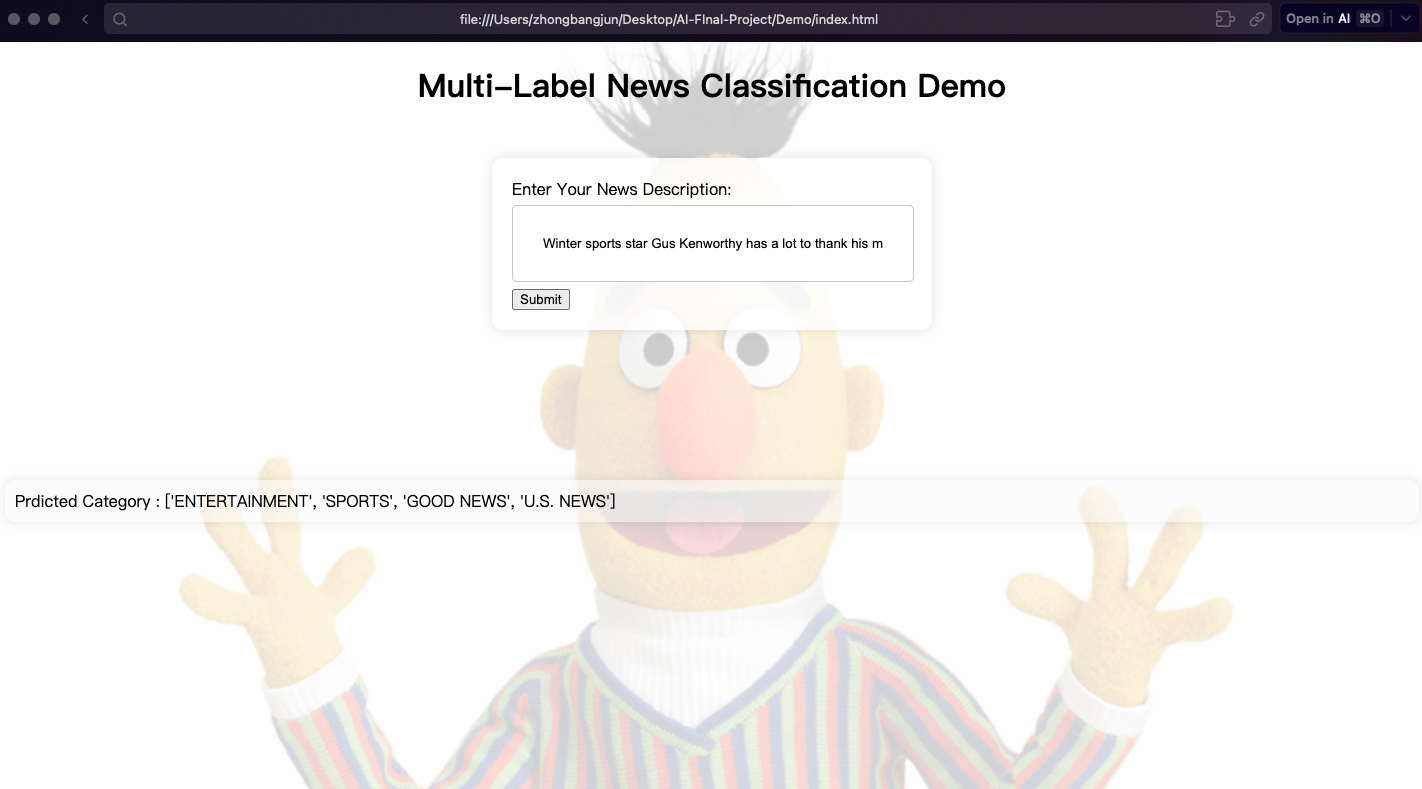 file:///Users/zhongbangjun/Desktop/AI-FInal-Project/Demo/index.html
Open in AI ⌘O
Multi-Label News Classification Demo
Enter Your News Description:
Winter sports star Gus Kenworthy has a lot to thank his m
Submit
Prdicted Category : ['ENTERTAINMENT', 'SPORTS', 'GOOD NEWS', 'U.S. NEWS']